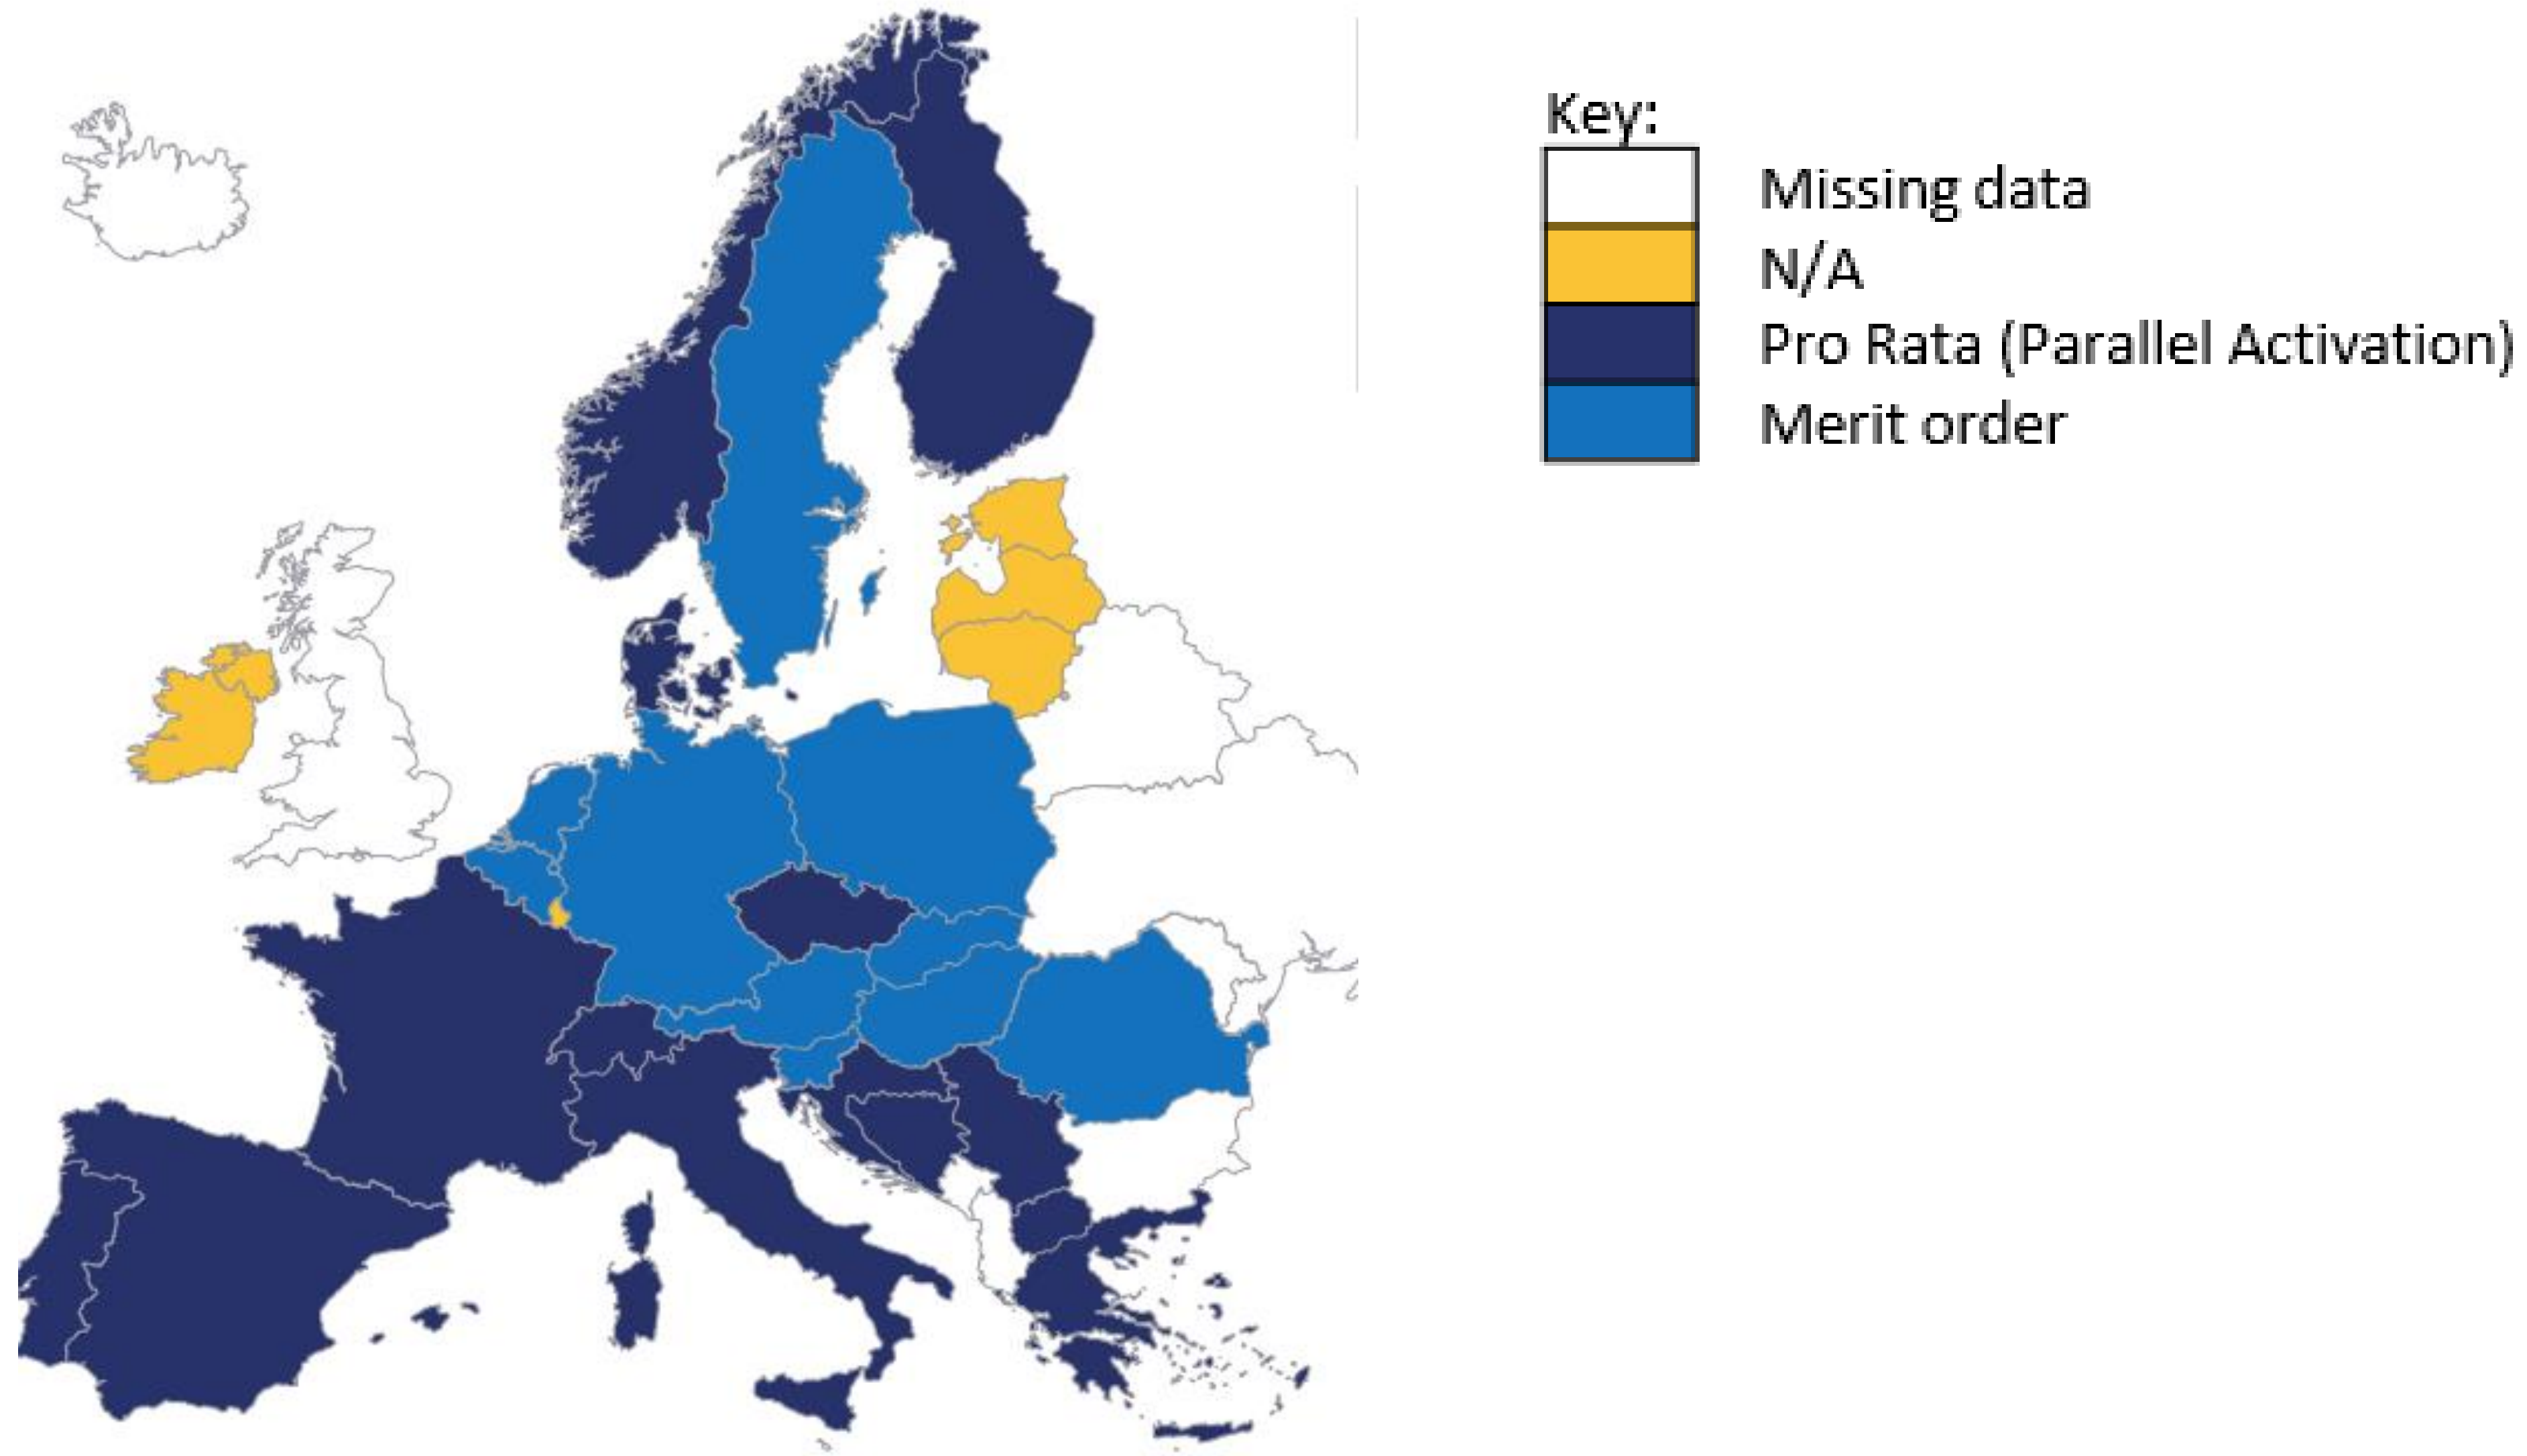 Key:
Missing data
N/A
Pro Rata (Parallel Activation)
Merit order